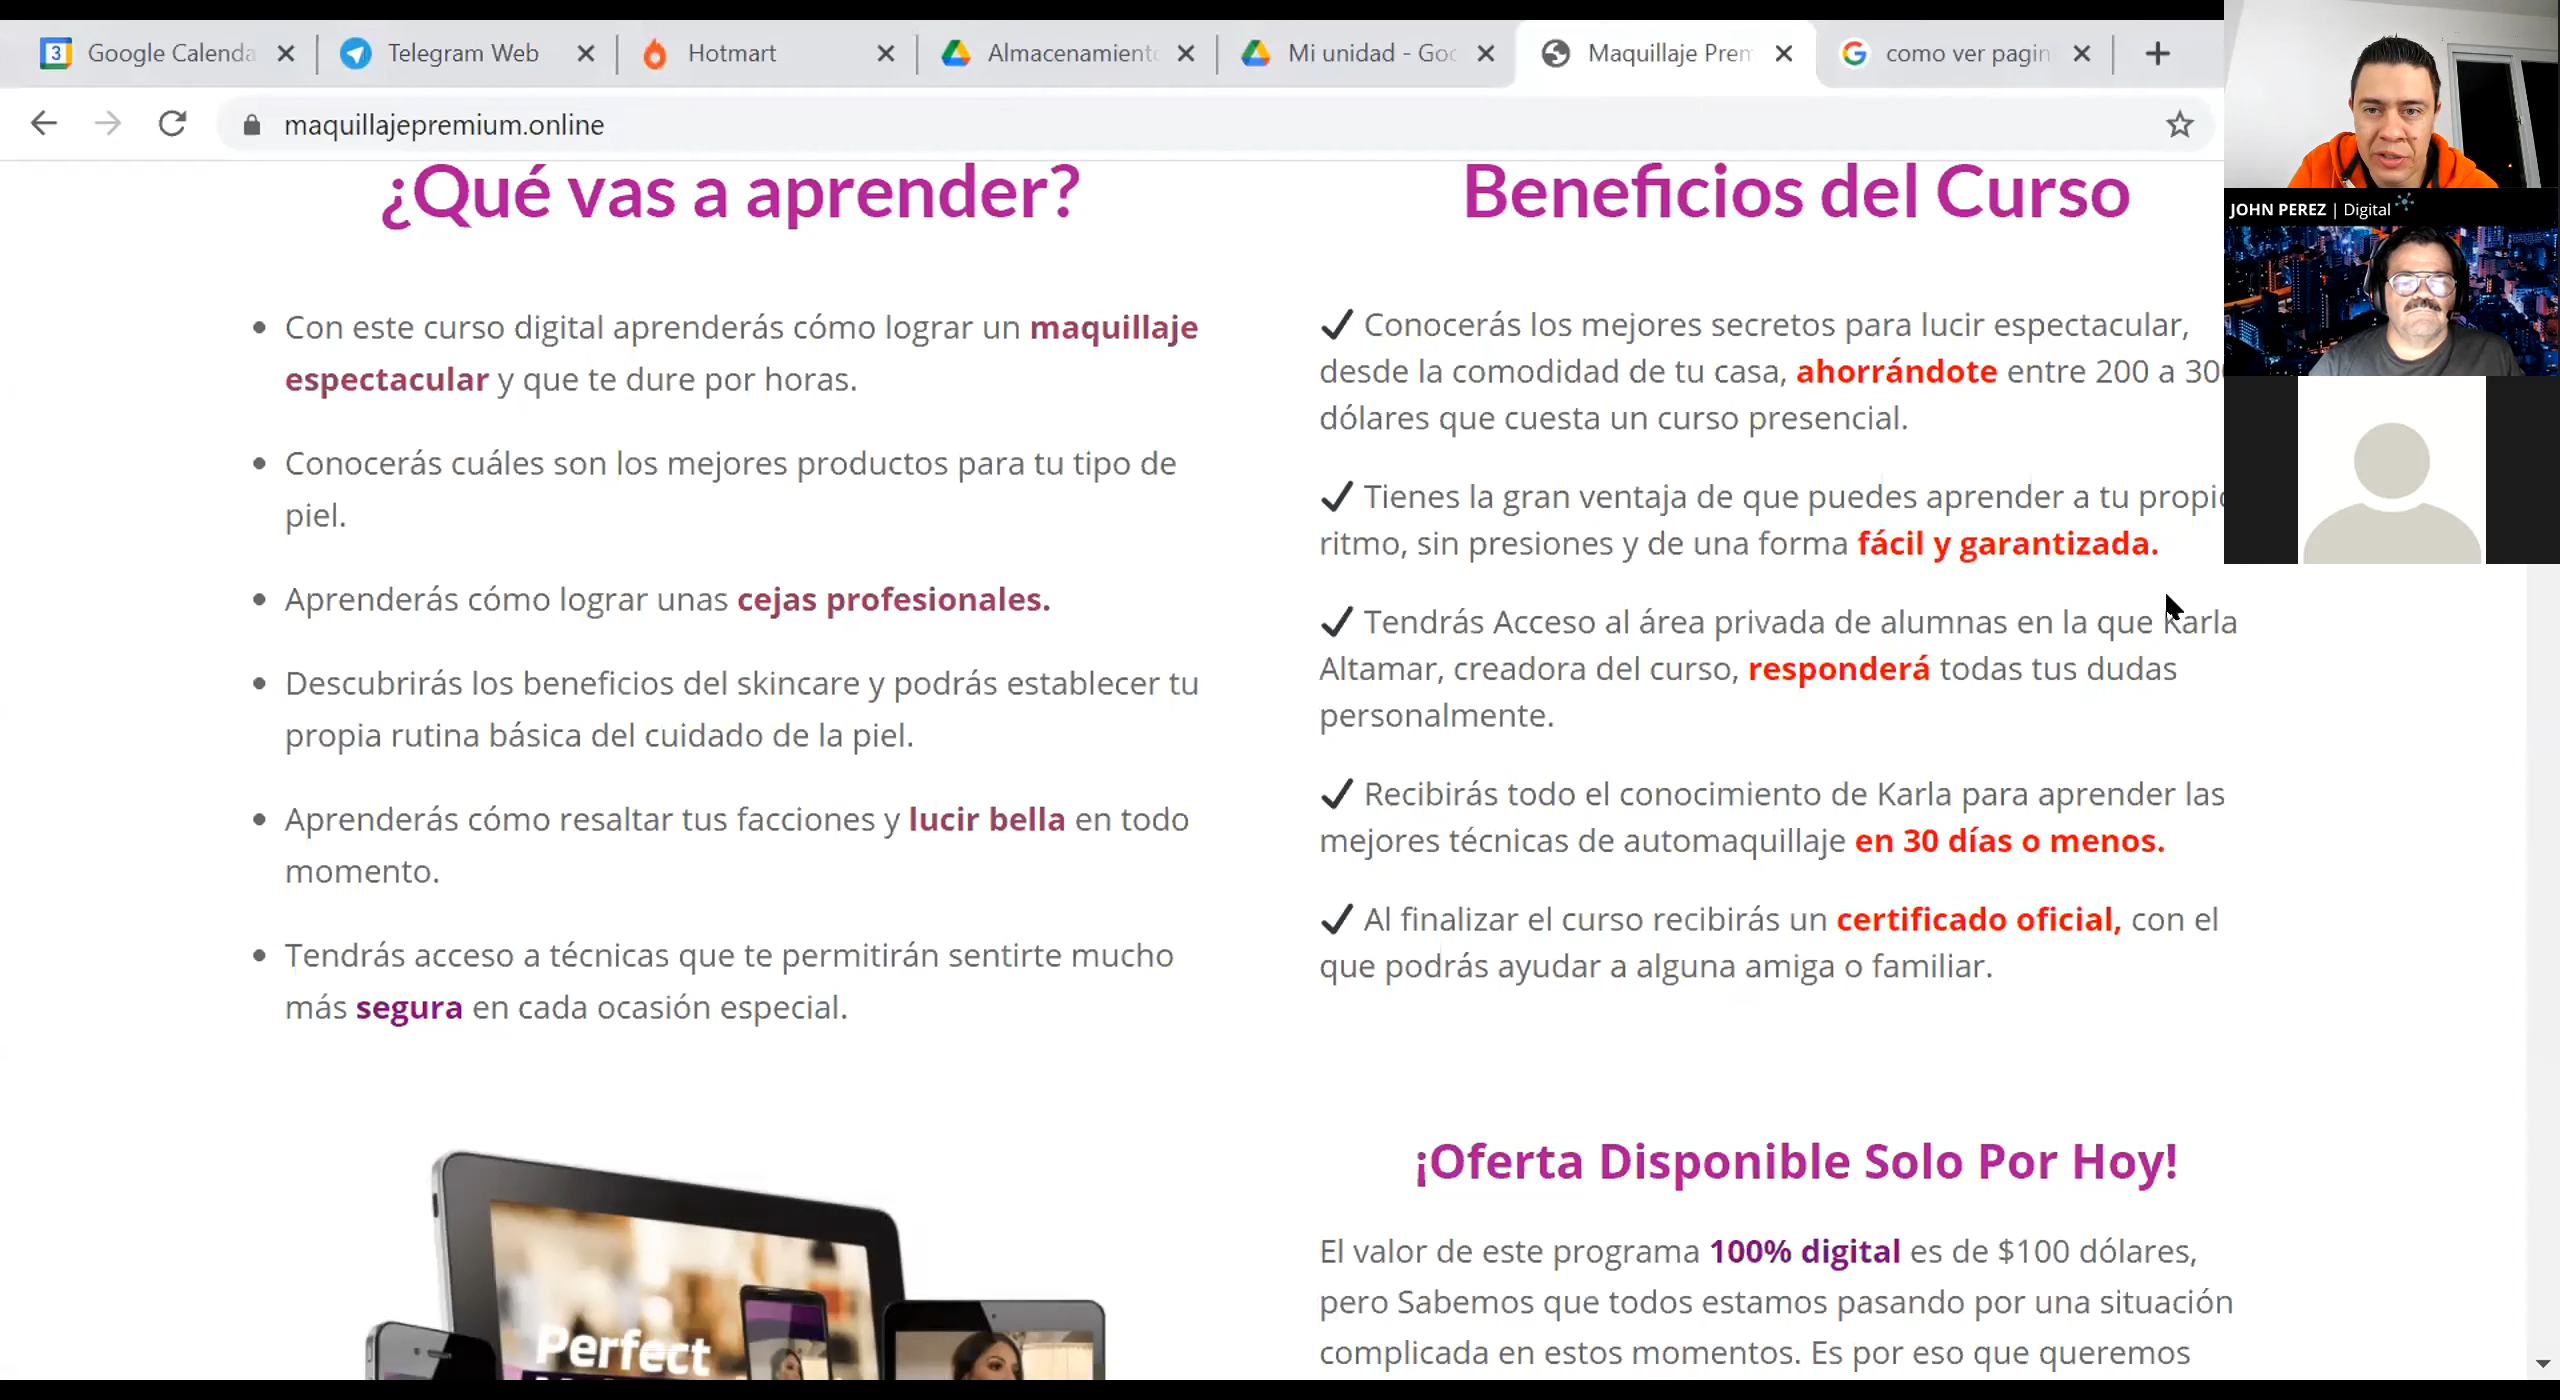 Google Calenda
Telegram Web
Hotmart
Almacenamiento
Mi unidad - Goo
Maquillaje Prem
como ver pagin
maquillajepremium.online
JOHN PEREZ | Digital
¿Qué vas a aprender?
Con este curso digital aprenderás cómo lograr un maquillaje
espectacular y que te dure por horas.
Conocerás cuáles son los mejores productos para tu tipo de
piel.
Aprenderás cómo lograr unas cejas profesionales.
Descubrirás los beneficios del skincare y podrás establecer tu
propia rutina básica del cuidado de la piel.
Aprenderás cómo resaltar tus facciones y lucir bella en todo
momento.
Tendrás acceso a técnicas que te permitirán sentirte mucho
más segura en cada ocasión especial.
Perfect
Beneficios del Curso
✓ Conocerás los mejores secretos para lucir espectacular,
desde la comodidad de tu casa, ahorrándote entre 200 a 300
dólares que cuesta un curso presencial.
✓ Tienes la gran ventaja de que puedes aprender a tu propio
ritmo, sin presiones y de una forma fácil y garantizada.
✓ Tendrás Acceso al área privada de alumnas en la que Karla
Altamar, creadora del curso, responderá todas tus dudas
personalmente.
✓ Recibirás todo el conocimiento de Karla para aprender las
mejores técnicas de automaquillaje en 30 días o menos.
✓ Al finalizar el curso recibirás un certificado oficial, con el
que podrás ayudar a alguna amiga o familiar.
¡Oferta Disponible Solo Por Hoy!
El valor de este programa 100% digital es de $100 dólares,
pero Sabemos que todos estamos pasando por una situación
complicada en estos momentos. Es por eso que queremos